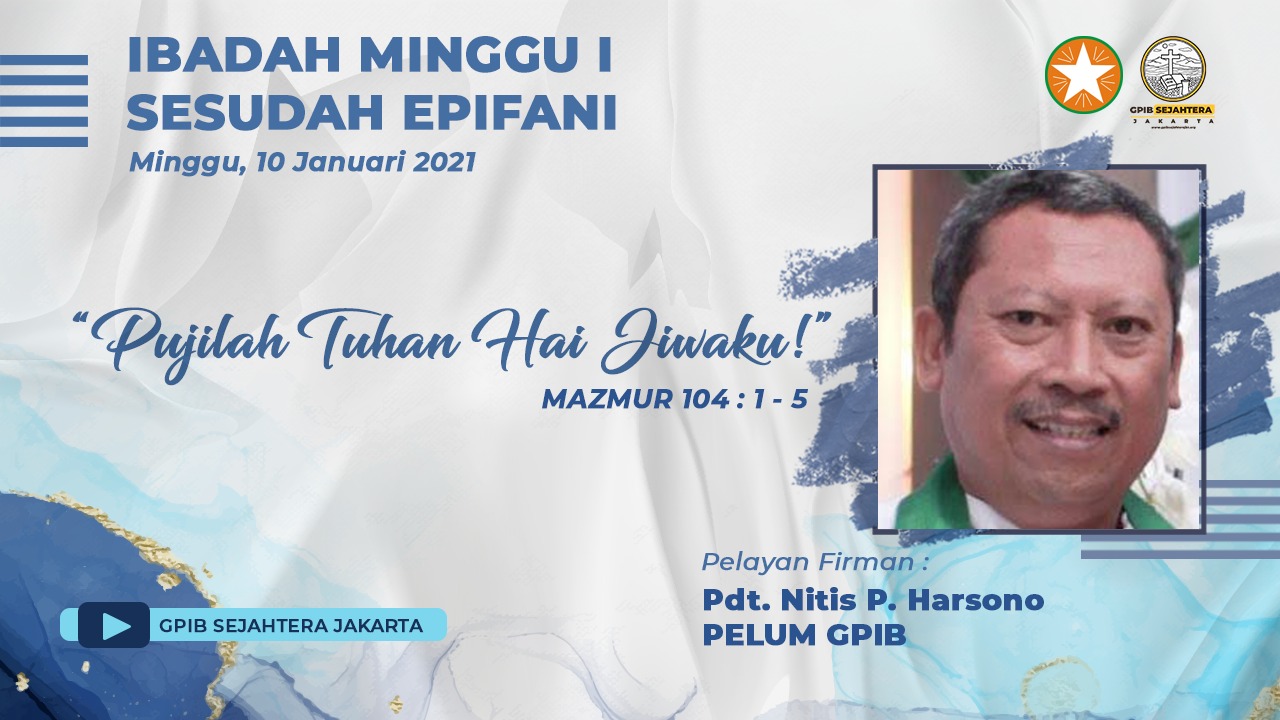 IBADAH MINGGU I
SESUDAH EPIFANI
Minggu, 10 Januari 2021
GPIB SEJAHTERA
JAKARTA
"Pujilah Tuhan Hai Jiwaku!"
MAZMUR 104 : 1 - 5
Pelayan Firman :
Pdt. Nitis P. Harsono
PELUM GPIB
GPIB SEJAHTERA JAKARTA